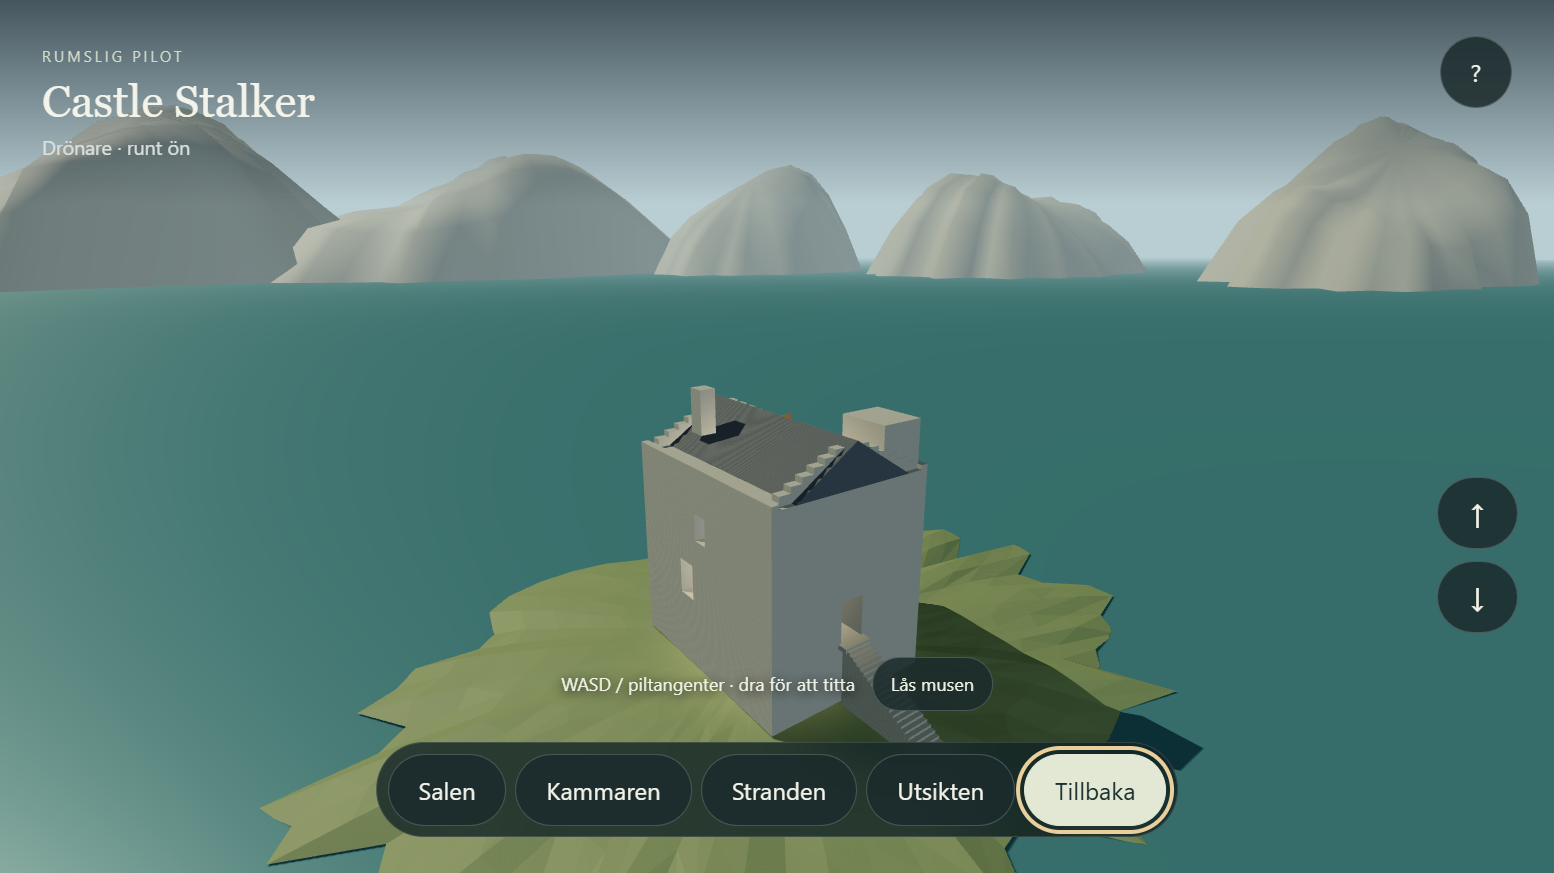 RUMSLIG PILOT
Castle Stalker
Drönare · runt ön
?
↑
↓
WASD / piltangenter · dra för att titta
Lås musen
Salen
Kammaren
Stranden
Utsikten
Tillbaka